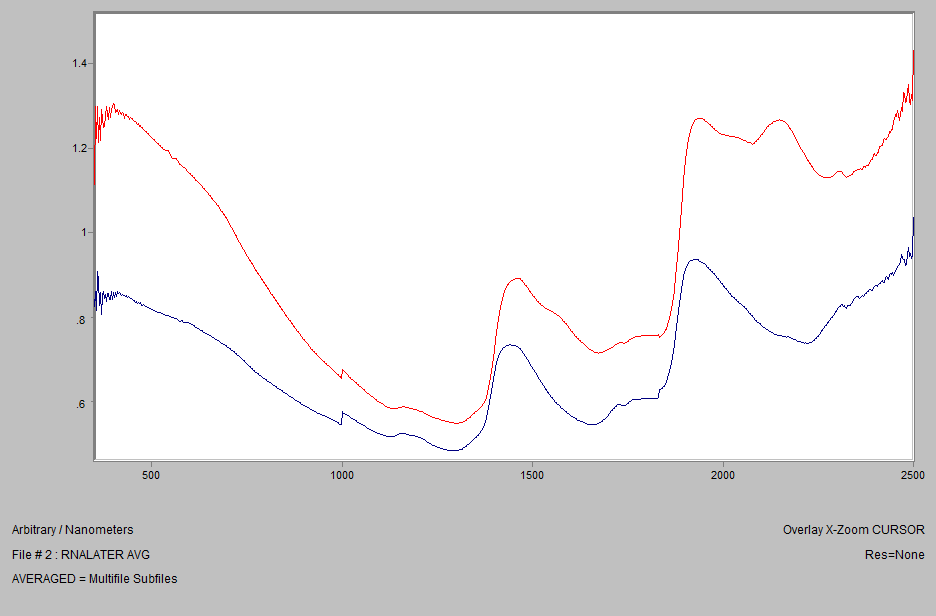 1.4
1.2
1
.8
.6
500 1000 1500 2000 2500
Arbitrary / Nanometers Overlay X-Zoom CURSOR
File # 2 : RNALATER AVG Res=None
AVERAGED = Multifile Subfiles